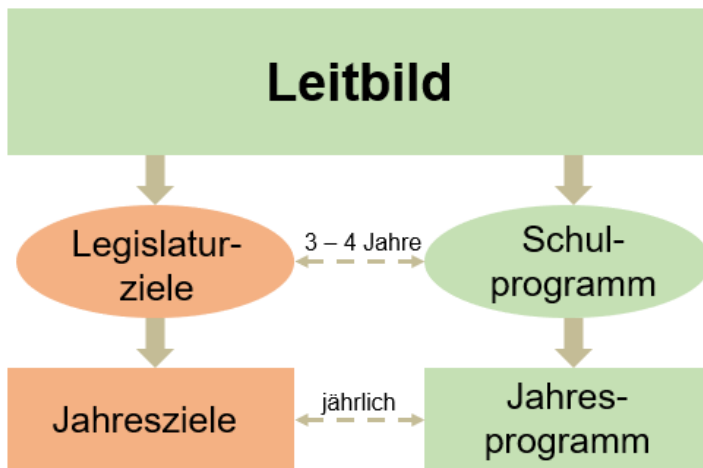 Leitbild
Legislatur-
ziele
3 – 4 Jahre
Schul-
programm
Jahresziele
jährlich
Jahres-
programm